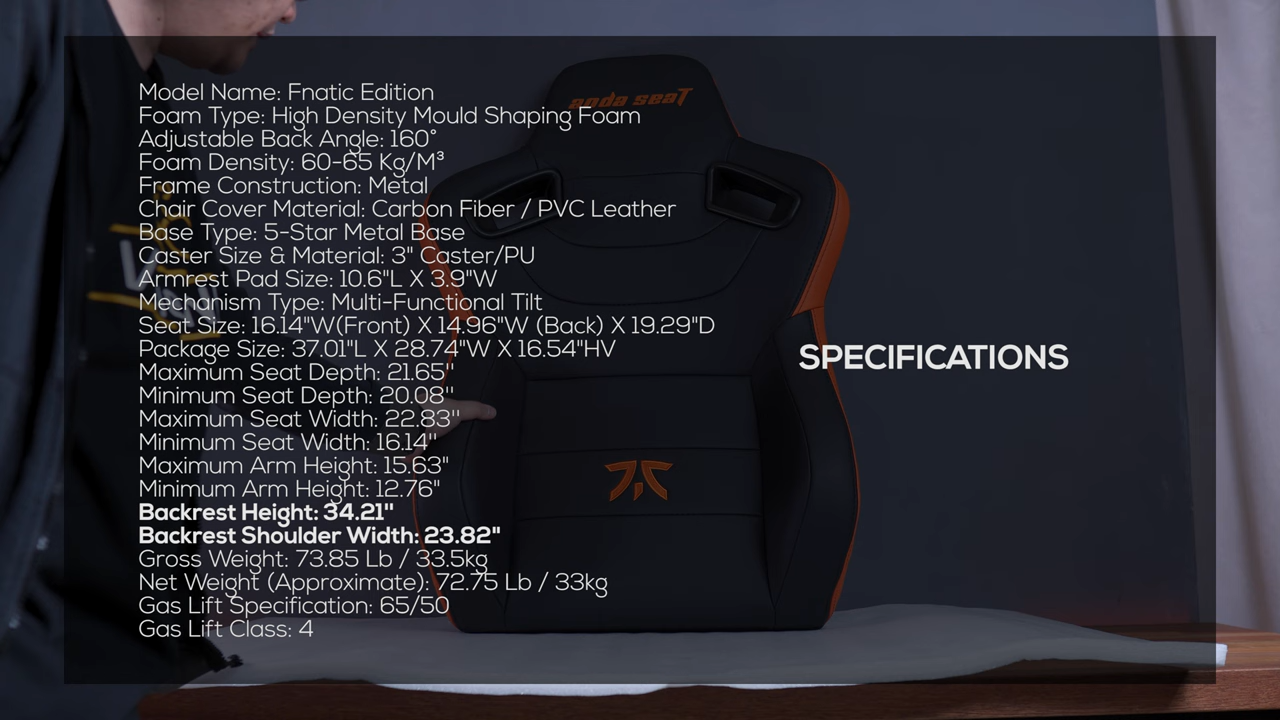 anda seaT
Model Name: Fnatic Edition
Foam Type: High Density Mould Shaping Foam
Adjustable Back Angle: 160°
Foam Density: 60-65 Kg/M³
Frame Construction: Metal
Chair Cover Material: Carbon Fiber / PVC Leather
Base Type: 5-Star Metal Base
Caster Size & Material: 3" Caster/PU
Armrest Pad Size: 10.6"L X 3.9"W
Mechanism Type: Multi-Functional Tilt
Seat Size: 16.14"W(Front) X 14.96"W (Back) X 19.29"D
Package Size: 37.01"L X 28.74"W X 16.54"HV
Maximum Seat Depth: 21.65"
Minimum Seat Depth: 20.08"
Maximum Seat Width: 22.83"
Minimum Seat Width: 16.14"
Maximum Arm Height: 15.63"
Minimum Arm Height: 12.76"
Backrest Height: 34.21"
Backrest Shoulder Width: 23.82"
Gross Weight: 73.85 Lb / 33.5kg
Net Weight (Approximate): 72.75 Lb / 33kg
Gas Lift Specification: 65/50
Gas Lift Class: 4
SPECIFICATIONS